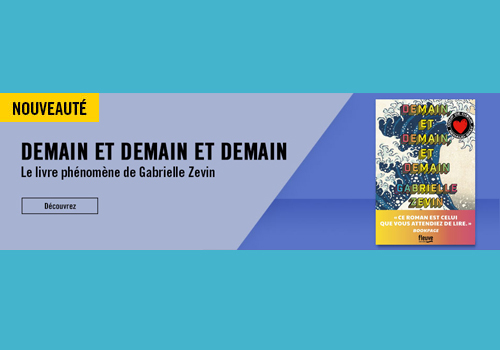 NOUVEAUTÉ
DEMAIN ET DEMAIN ET DEMAIN
Le livre phénomène de Gabrielle Zevin
Découvrez
DEMAIN
ET
DEMAIN
ET
DEMAIN
GABRIELLE
ZEVIN
« CE ROMAN EST CELUI
QUE VOUS ATTENDIEZ DE LIRE. »
BOOKPAGE
fleuve